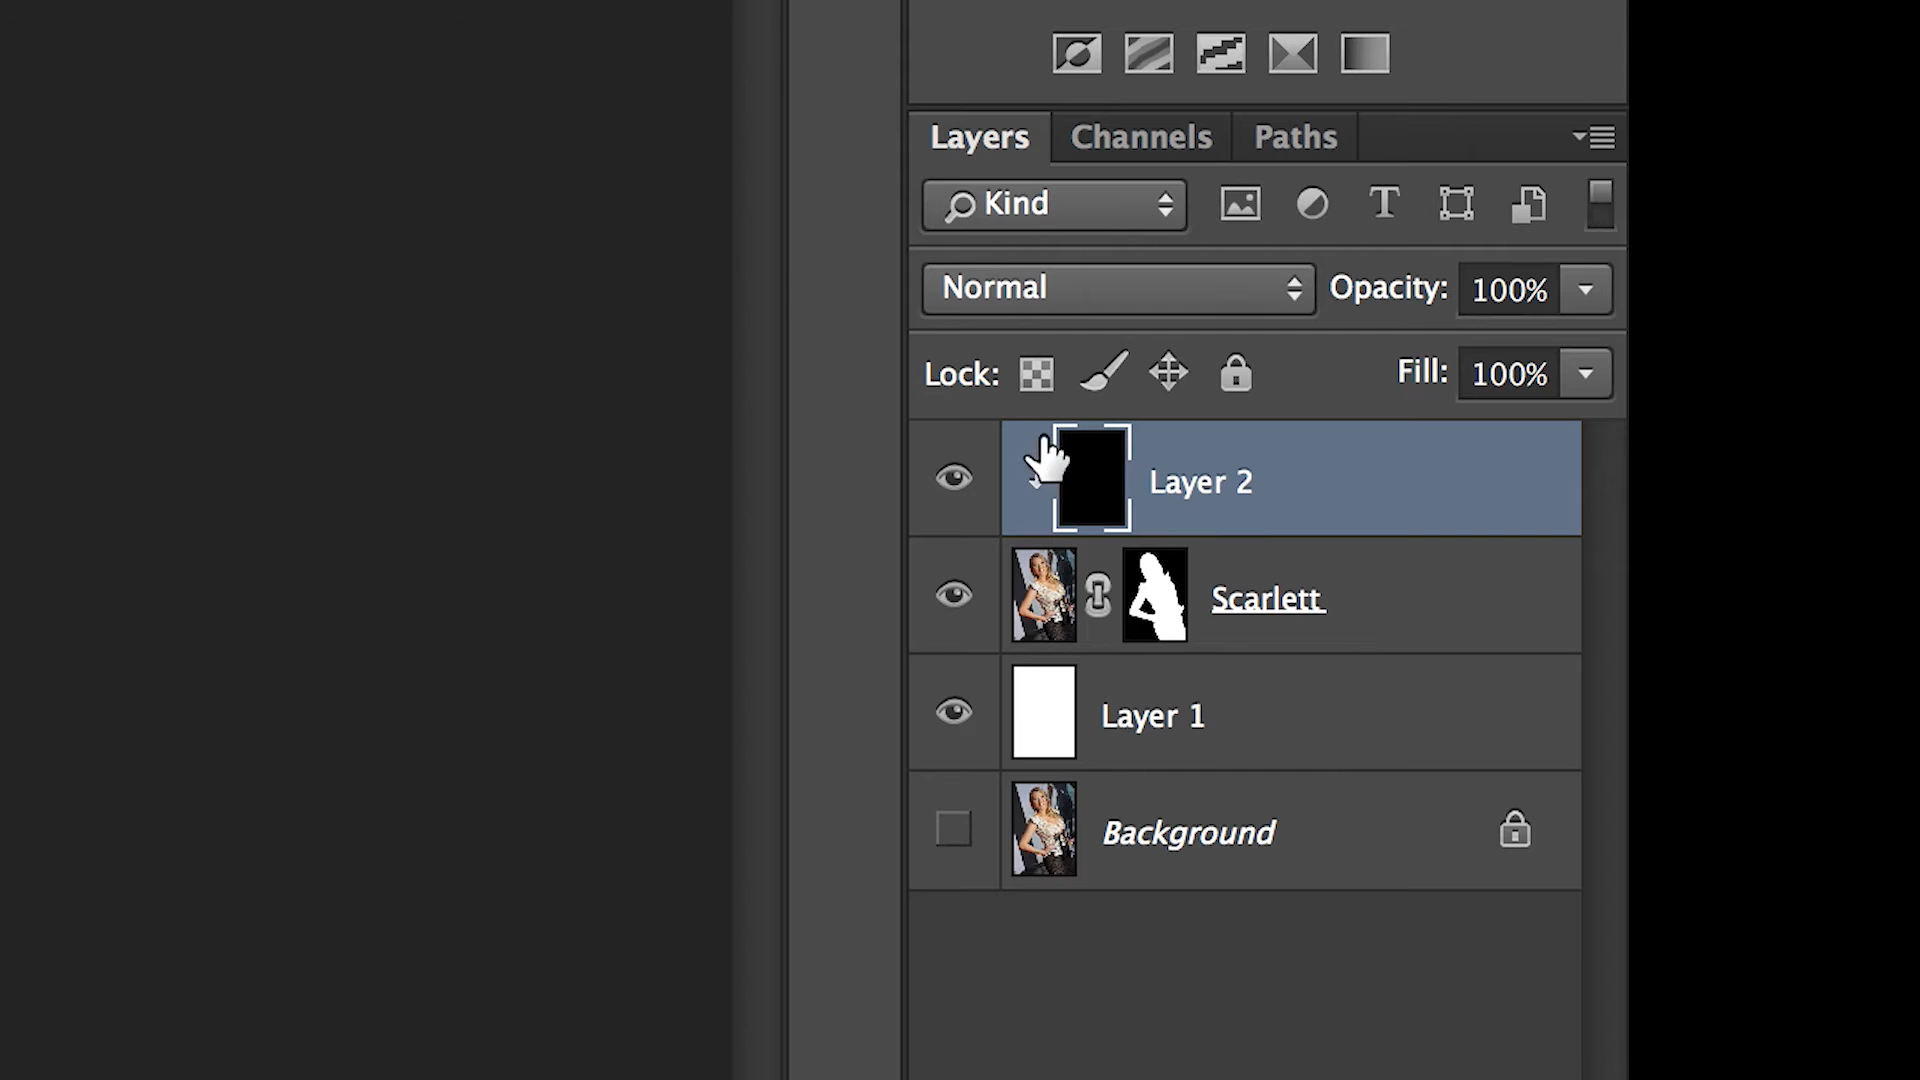 Layers Channels Paths
Kind T
Normal Opacity: 100%
Lock: Fill: 100%
Layer 2
Scarlett
Layer 1
Background